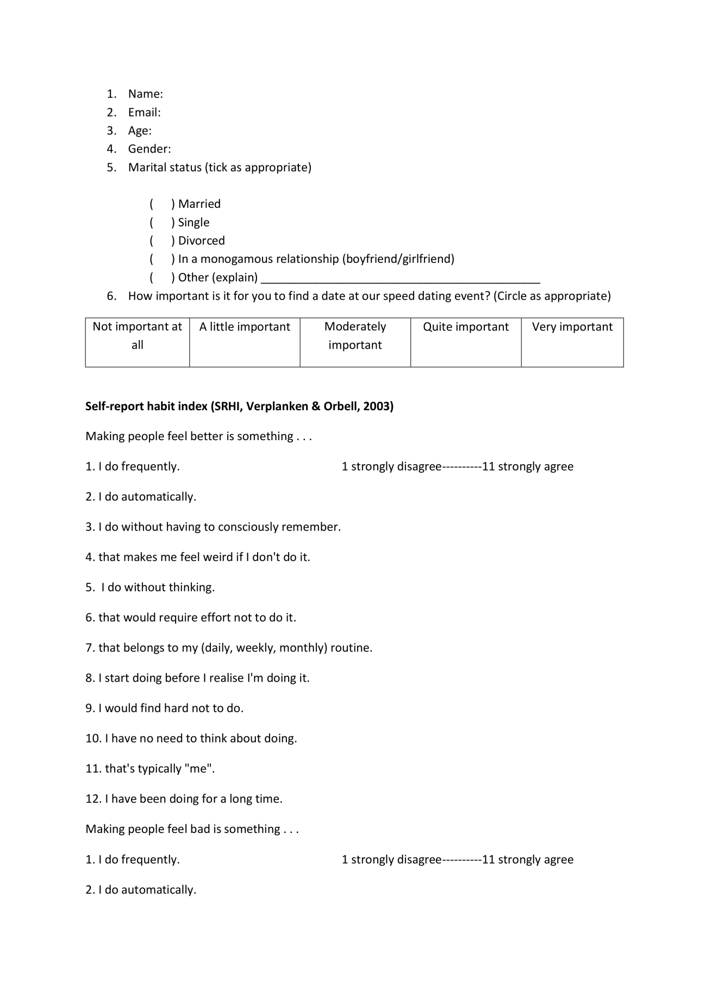 1. Name:
2. Email:
3. Age:
4. Gender:
5. Marital status (tick as appropriate)
( ) Married
( ) Single
( ) Divorced
( ) In a monogamous relationship (boyfriend/girlfriend)
( ) Other (explain) ____________________________________________
6. How important is it for you to find a date at our speed dating event? (Circle as appropriate)
Not important at all
A little important
Moderately important
Quite important
Very important
Self-report habit index (SRHI, Verplanken & Orbell, 2003)
Making people feel better is something . . .
1. I do frequently. 1 strongly disagree----------11 strongly agree
2. I do automatically.
3. I do without having to consciously remember.
4. that makes me feel weird if I don't do it.
5.  I do without thinking.
6. that would require effort not to do it.
7. that belongs to my (daily, weekly, monthly) routine.
8. I start doing before I realise I'm doing it.
9. I would find hard not to do.
10. I have no need to think about doing.
11. that's typically "me".
12. I have been doing for a long time.
Making people feel bad is something . . .
1. I do frequently. 1 strongly disagree----------11 strongly agree
2. I do automatically.